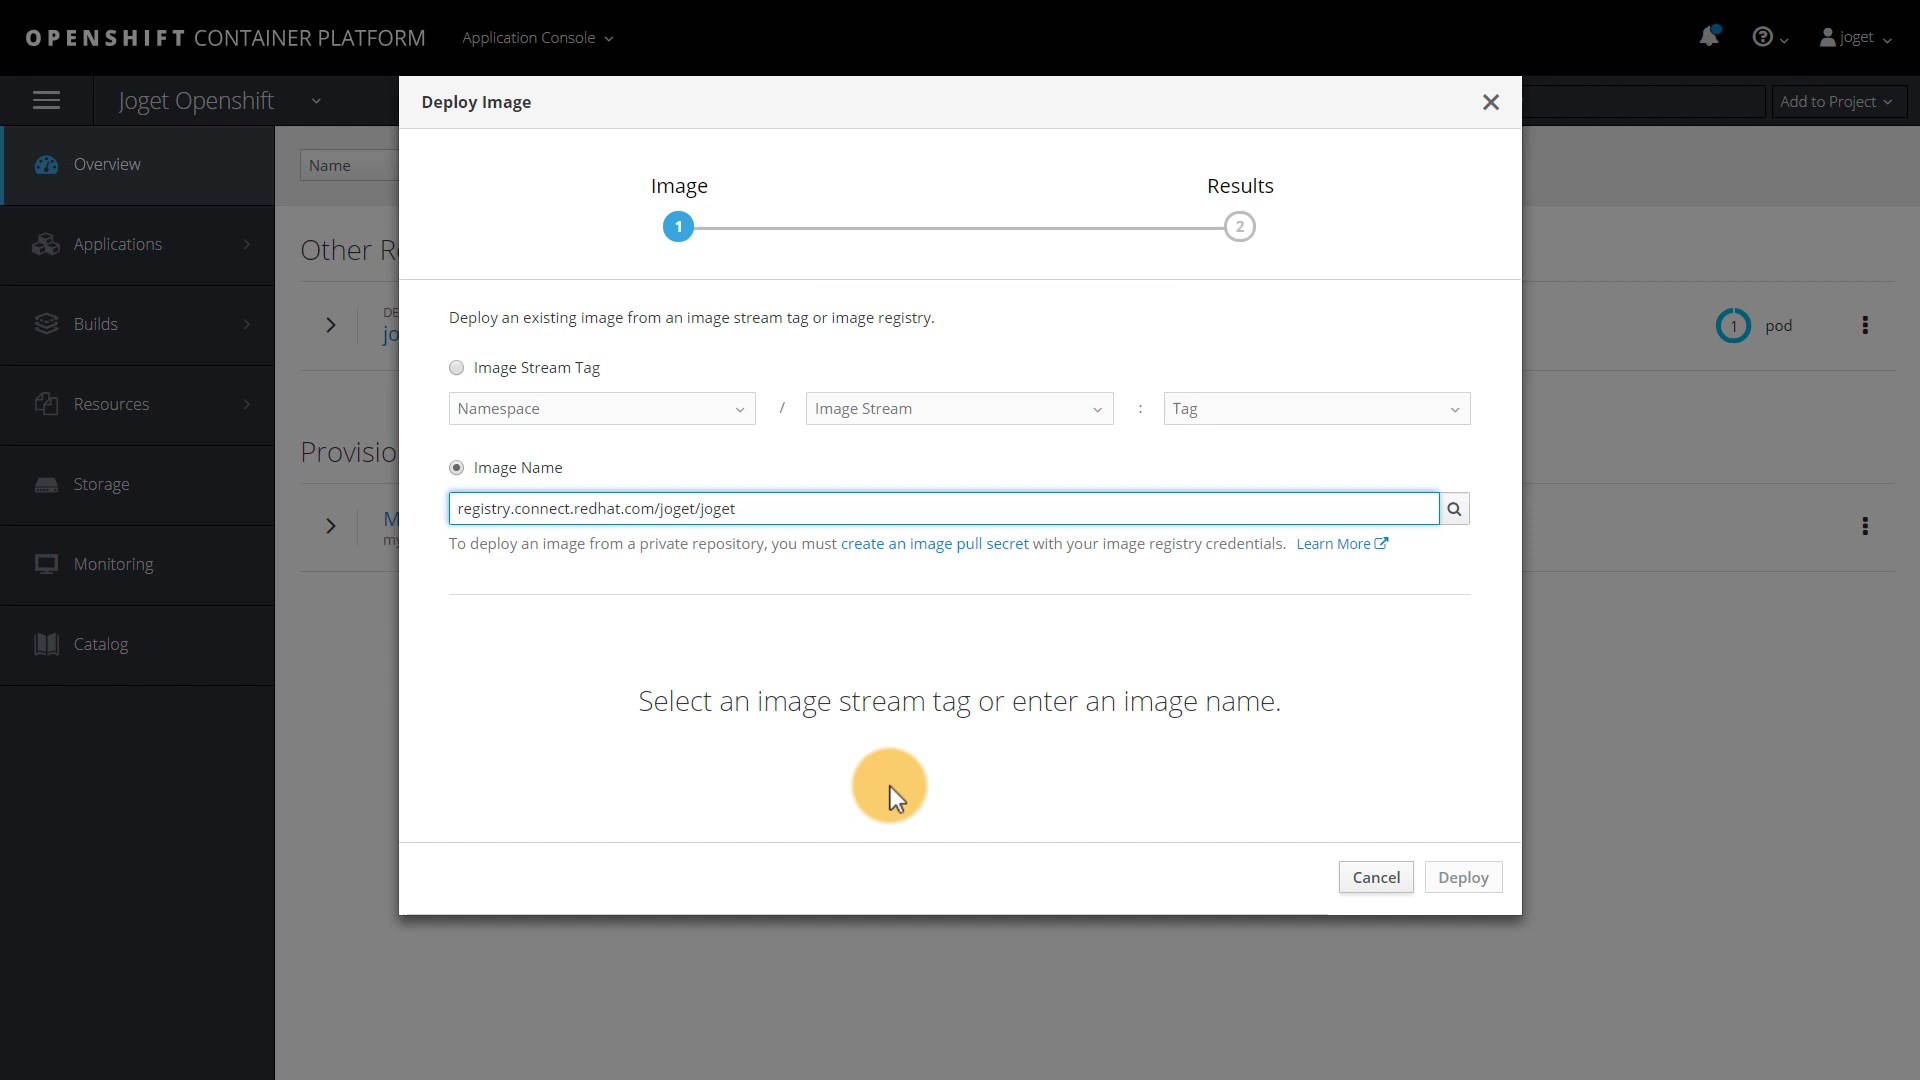 OPENSHIFT CONTAINER PLATFORM
Application Console
joget
Joget Openshift
Add to Project
Deploy Image
Overview
Applications
Builds
Resources
Storage
Monitoring
Catalog
Name
Image
Results
1
2
Other
1 pod
Deploy an existing image from an image stream tag or image registry.
Image Stream Tag
Namespace / Image Stream : Tag
Image Name
registry.connect.redhat.com/joget/joget
To deploy an image from a private repository, you must create an image pull secret with your image registry credentials. Learn More
Select an image stream tag or enter an image name.
Cancel
Deploy